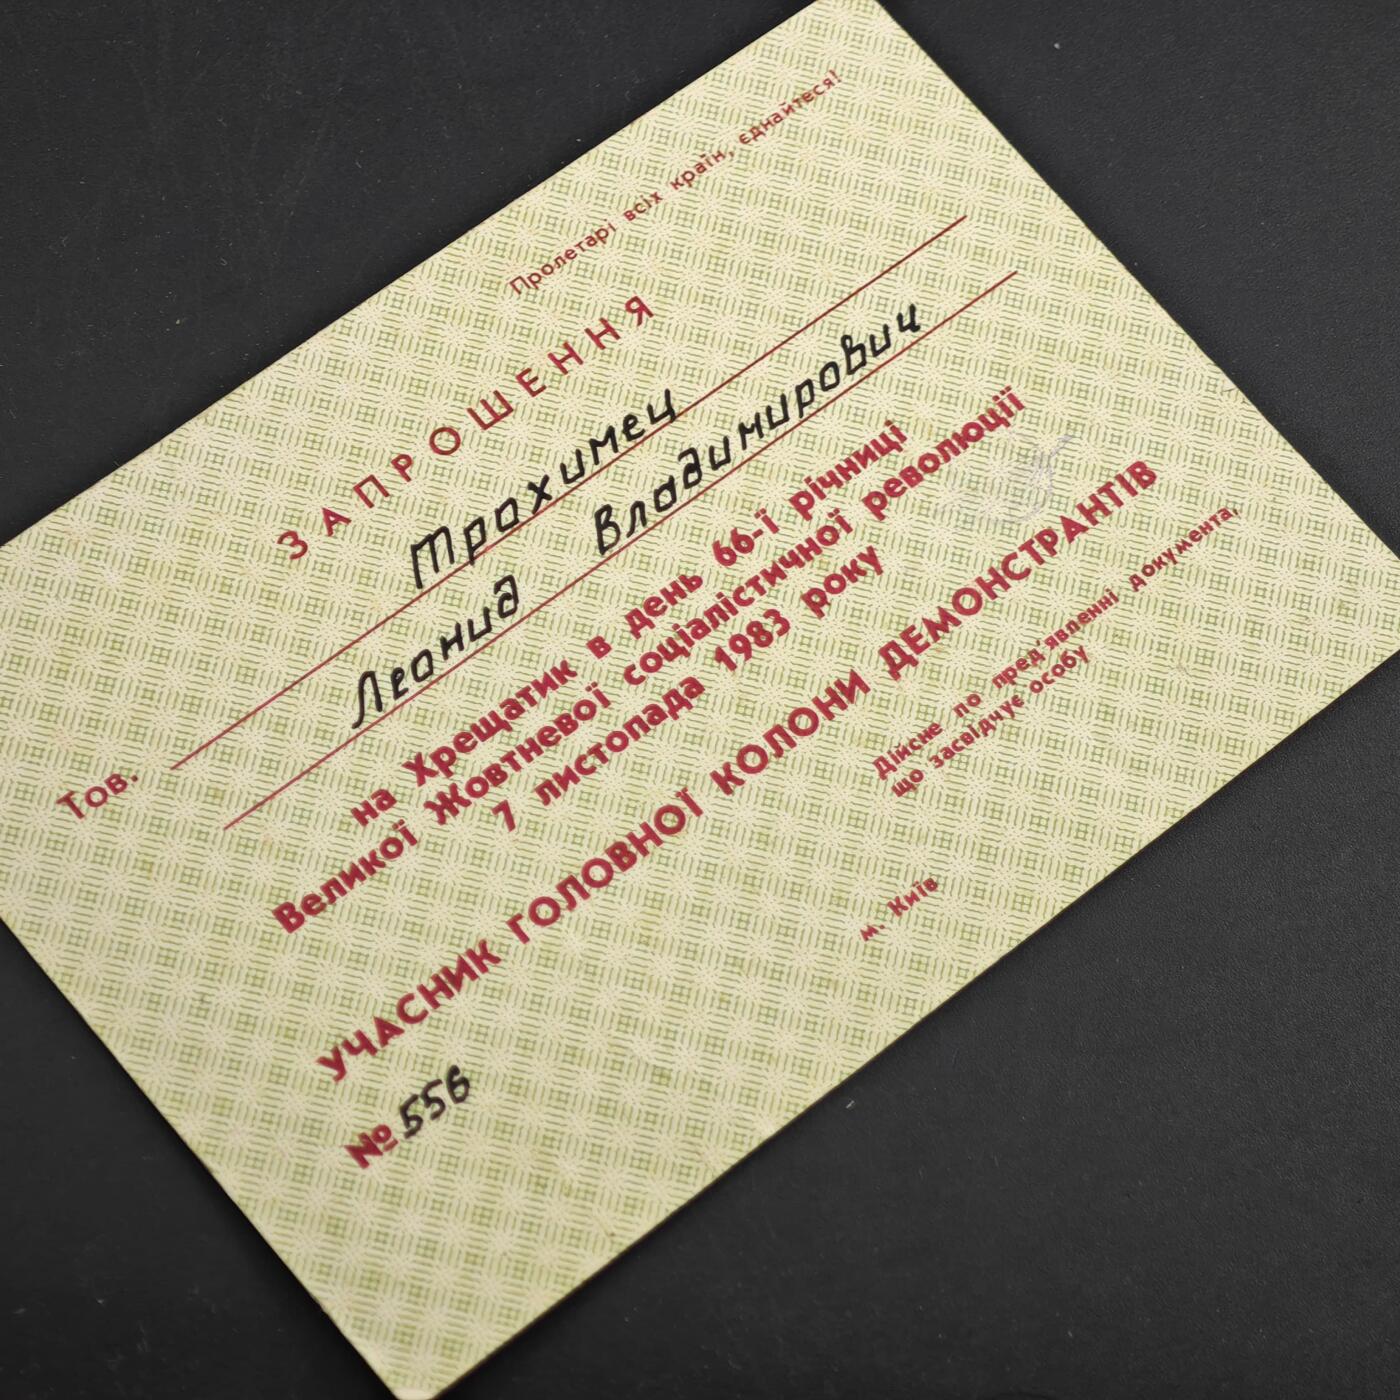 Пролетарі всіх країн, єднайтеся!
ЗАПРОШЕННЯ
Тов. Трохимец
Леонид Владимирович
на Хрещатик в день 66-ї річниці
Великої Жовтневої соціалістичної революції
7 листопада 1983 року
УЧАСНИК ГОЛОВНОЇ КОЛОНИ ДЕМОНСТРАНТІВ
Дійсне по пред'явленні документа,
що засвідчує особу
№ 556
м. Київ